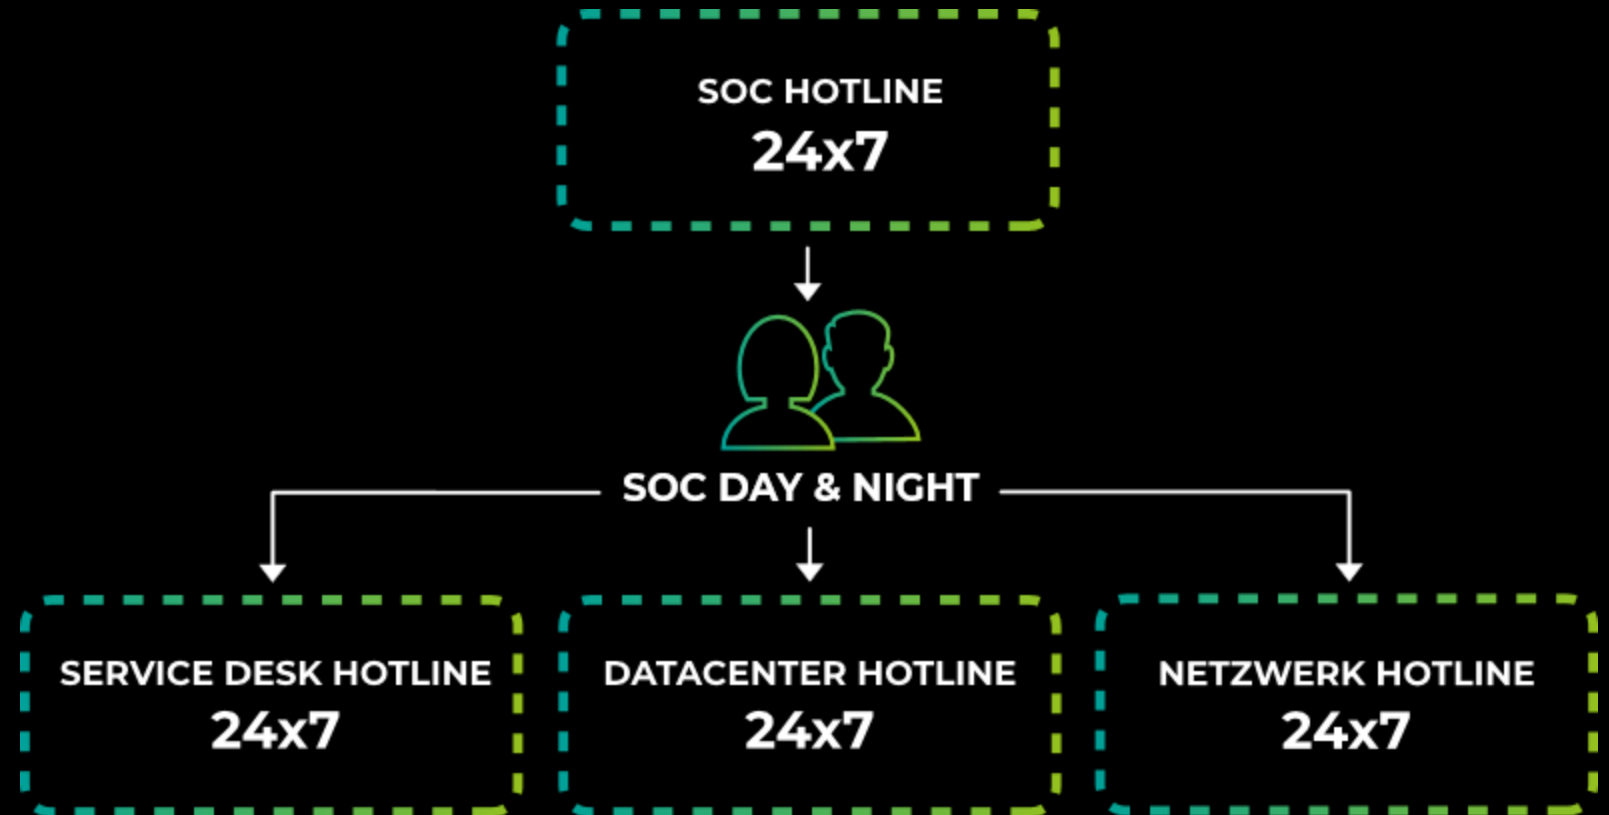 SOC HOTLINE
24x7
SOC DAY & NIGHT
SERVICE DESK HOTLINE
24x7
DATACENTER HOTLINE
24x7
NETZWERK HOTLINE
24x7